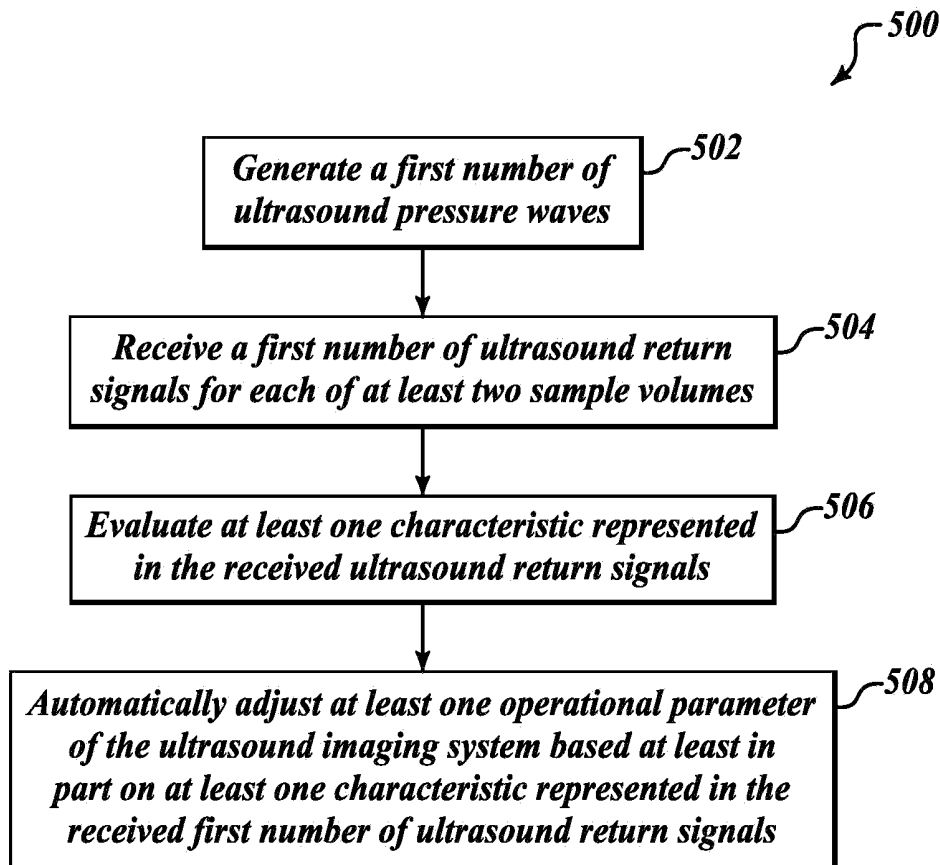 500
502
Generate a first number of
ultrasound pressure waves
504
Receive a first number of ultrasound return
signals for each of at least two sample volumes
506
Evaluate at least one characteristic represented
in the received ultrasound return signals
508
Automatically adjust at least one operational parameter
of the ultrasound imaging system based at least in
part on at least one characteristic represented in the
received first number of ultrasound return signals